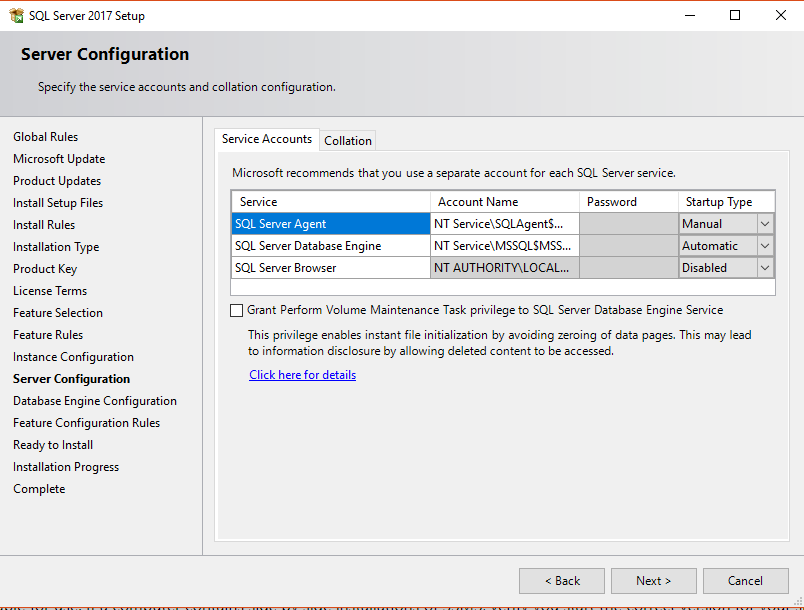 SQL Server 2017 Setup
Server Configuration
Specify the service accounts and collation configuration.
Global Rules
Microsoft Update
Product Updates
Install Setup Files
Install Rules
Installation Type
Product Key
License Terms
Feature Selection
Feature Rules
Instance Configuration
Server Configuration
Database Engine Configuration
Feature Configuration Rules
Ready to Install
Installation Progress
Complete
Service Accounts Collation
Microsoft recommends that you use a separate account for each SQL Server service.
Service Account Name Password Startup Type
SQL Server Agent NT Service\SQLAgent$... Manual
SQL Server Database Engine NT Service\MSSQL$MSS... Automatic
SQL Server Browser NT AUTHORITY\LOCAL... Disabled
Grant Perform Volume Maintenance Task privilege to SQL Server Database Engine Service
This privilege enables instant file initialization by avoiding zeroing of data pages. This may lead
to information disclosure by allowing deleted content to be accessed.
Click here for details
< Back Next > Cancel